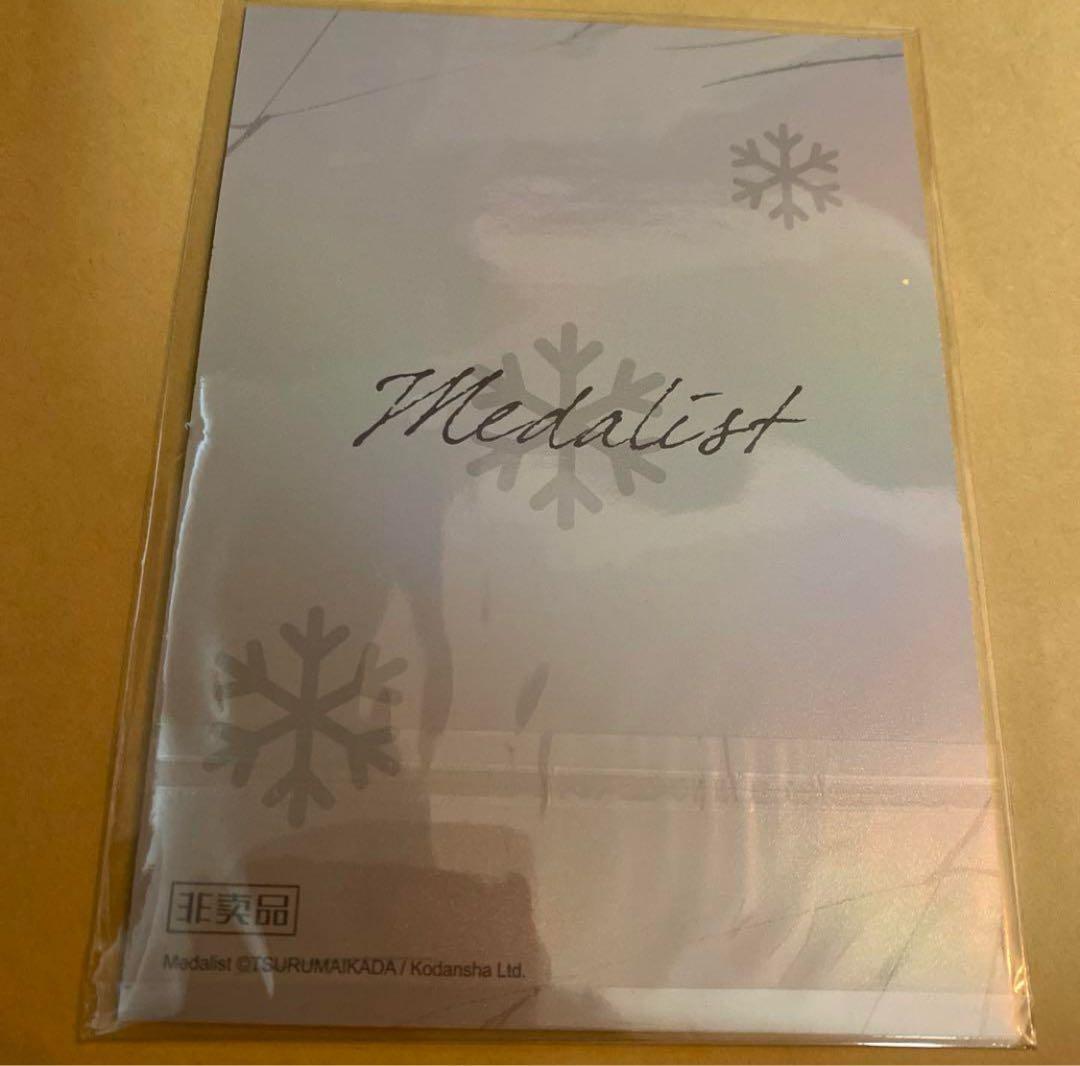 Medalist
非売品
Medalist ©TSURUMAIKADA / Kodansha Ltd.